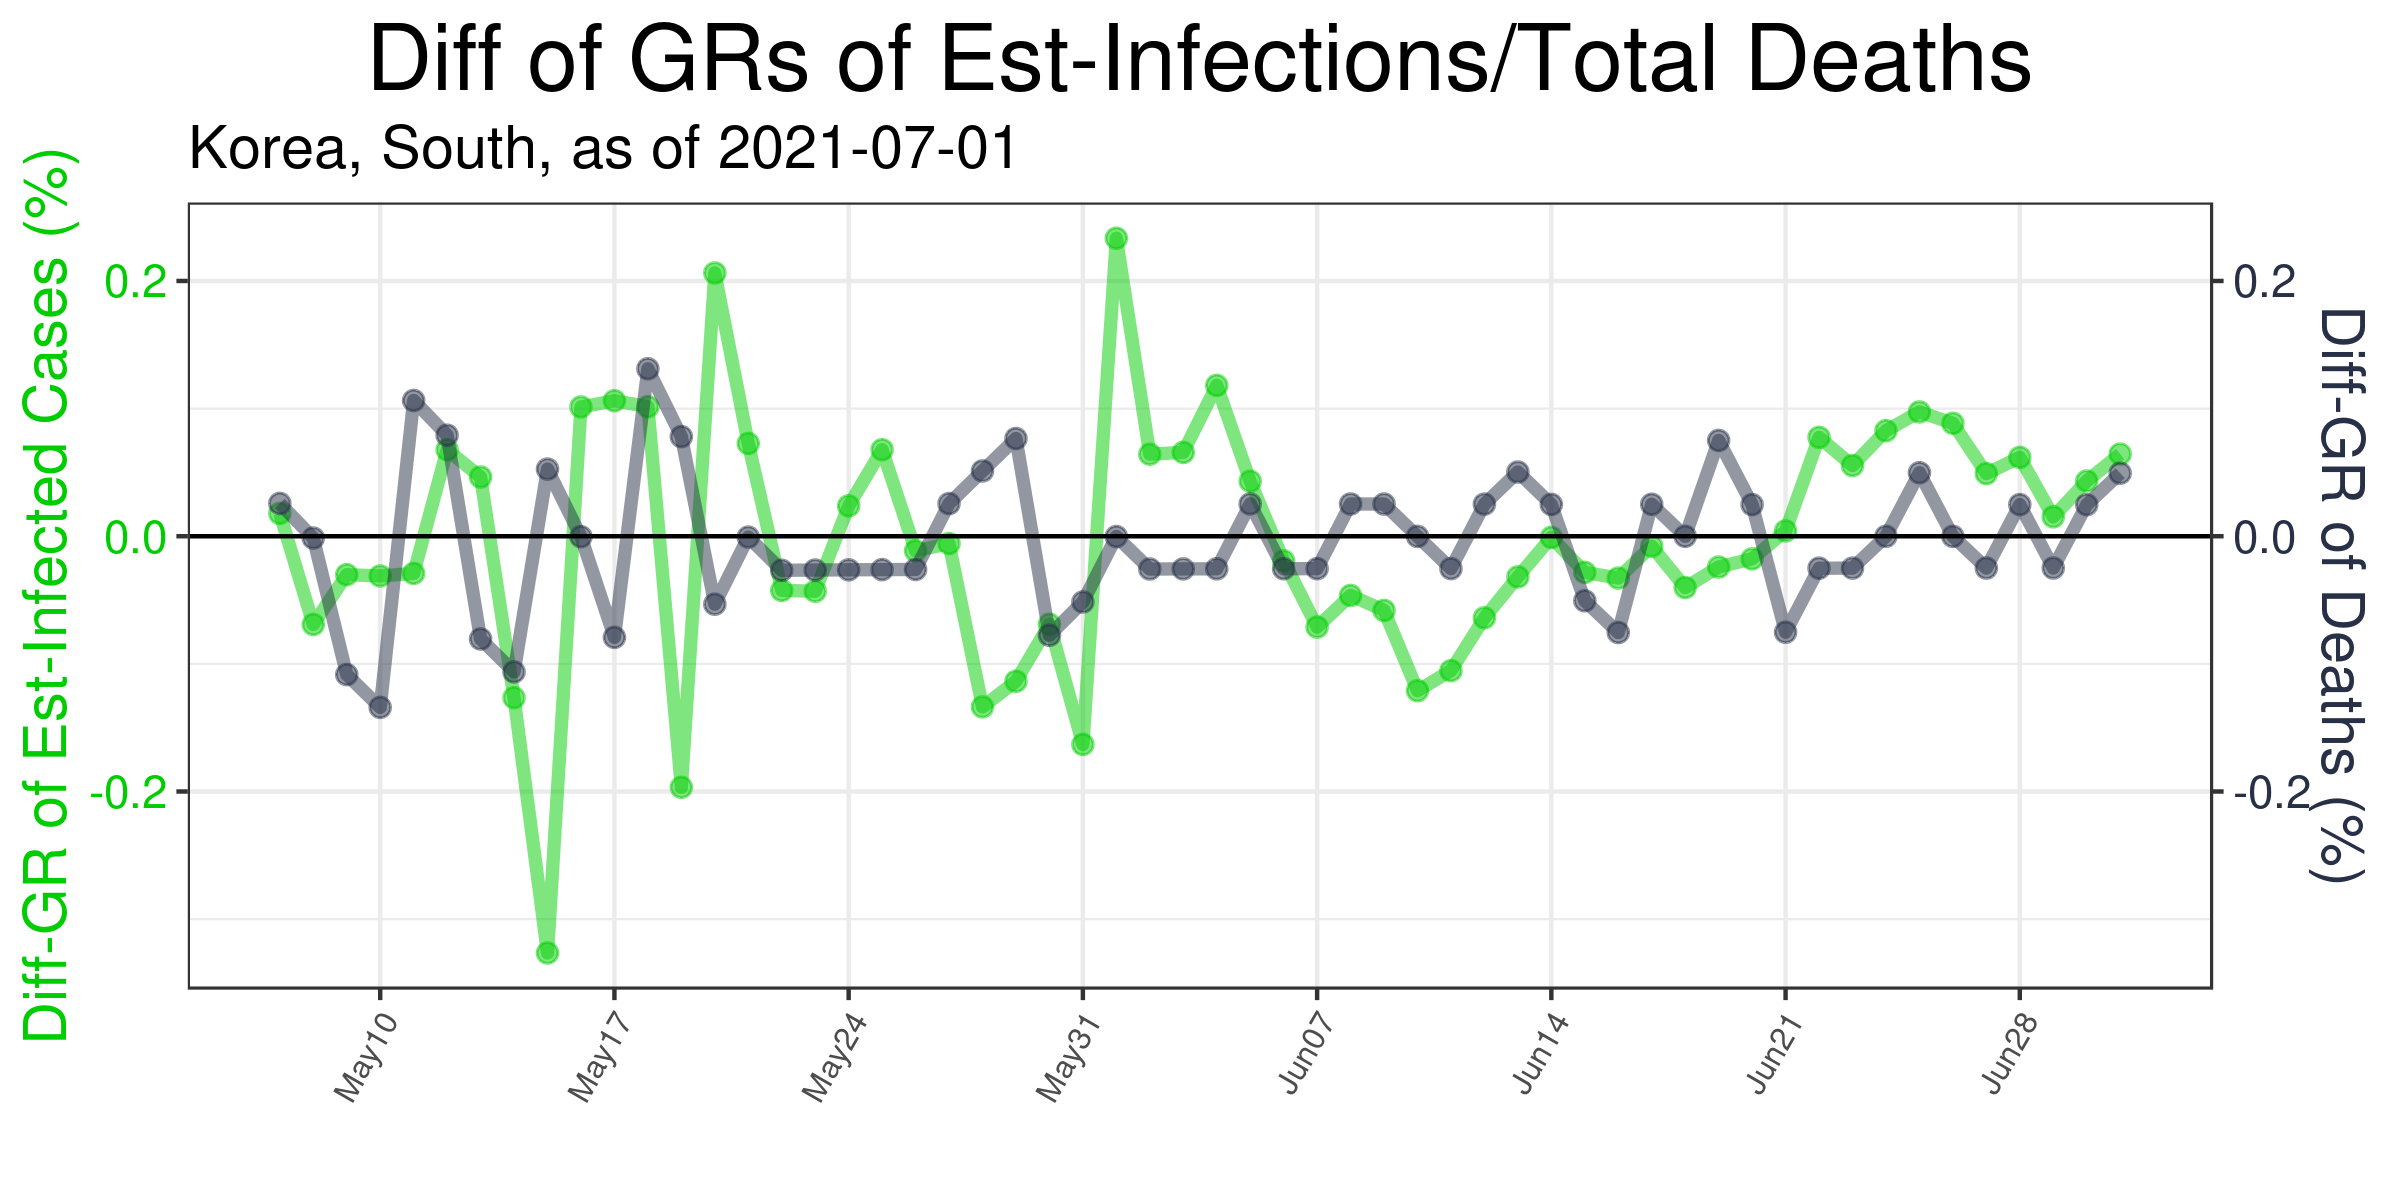 Diff of GRs of Est-Infections/Total Deaths
Korea, South, as of 2021-07-01
Diff-GR of Est-Infected Cases (%)
0.2
0.0
-0.2
0.2
0.0
-0.2
Diff-GR of Deaths (%)
May10
May17
May24
May31
Jun07
Jun14
Jun21
Jun28